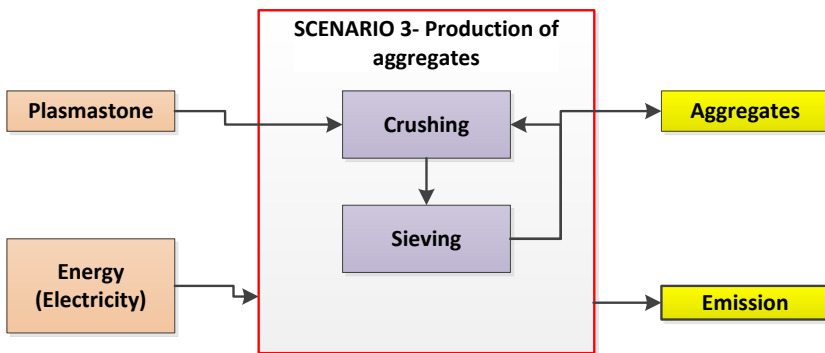 SCENARIO 3- Production of
aggregates
Plasmastone
Crushing
Aggregates
Sieving
Energy
(Electricity)
Emission